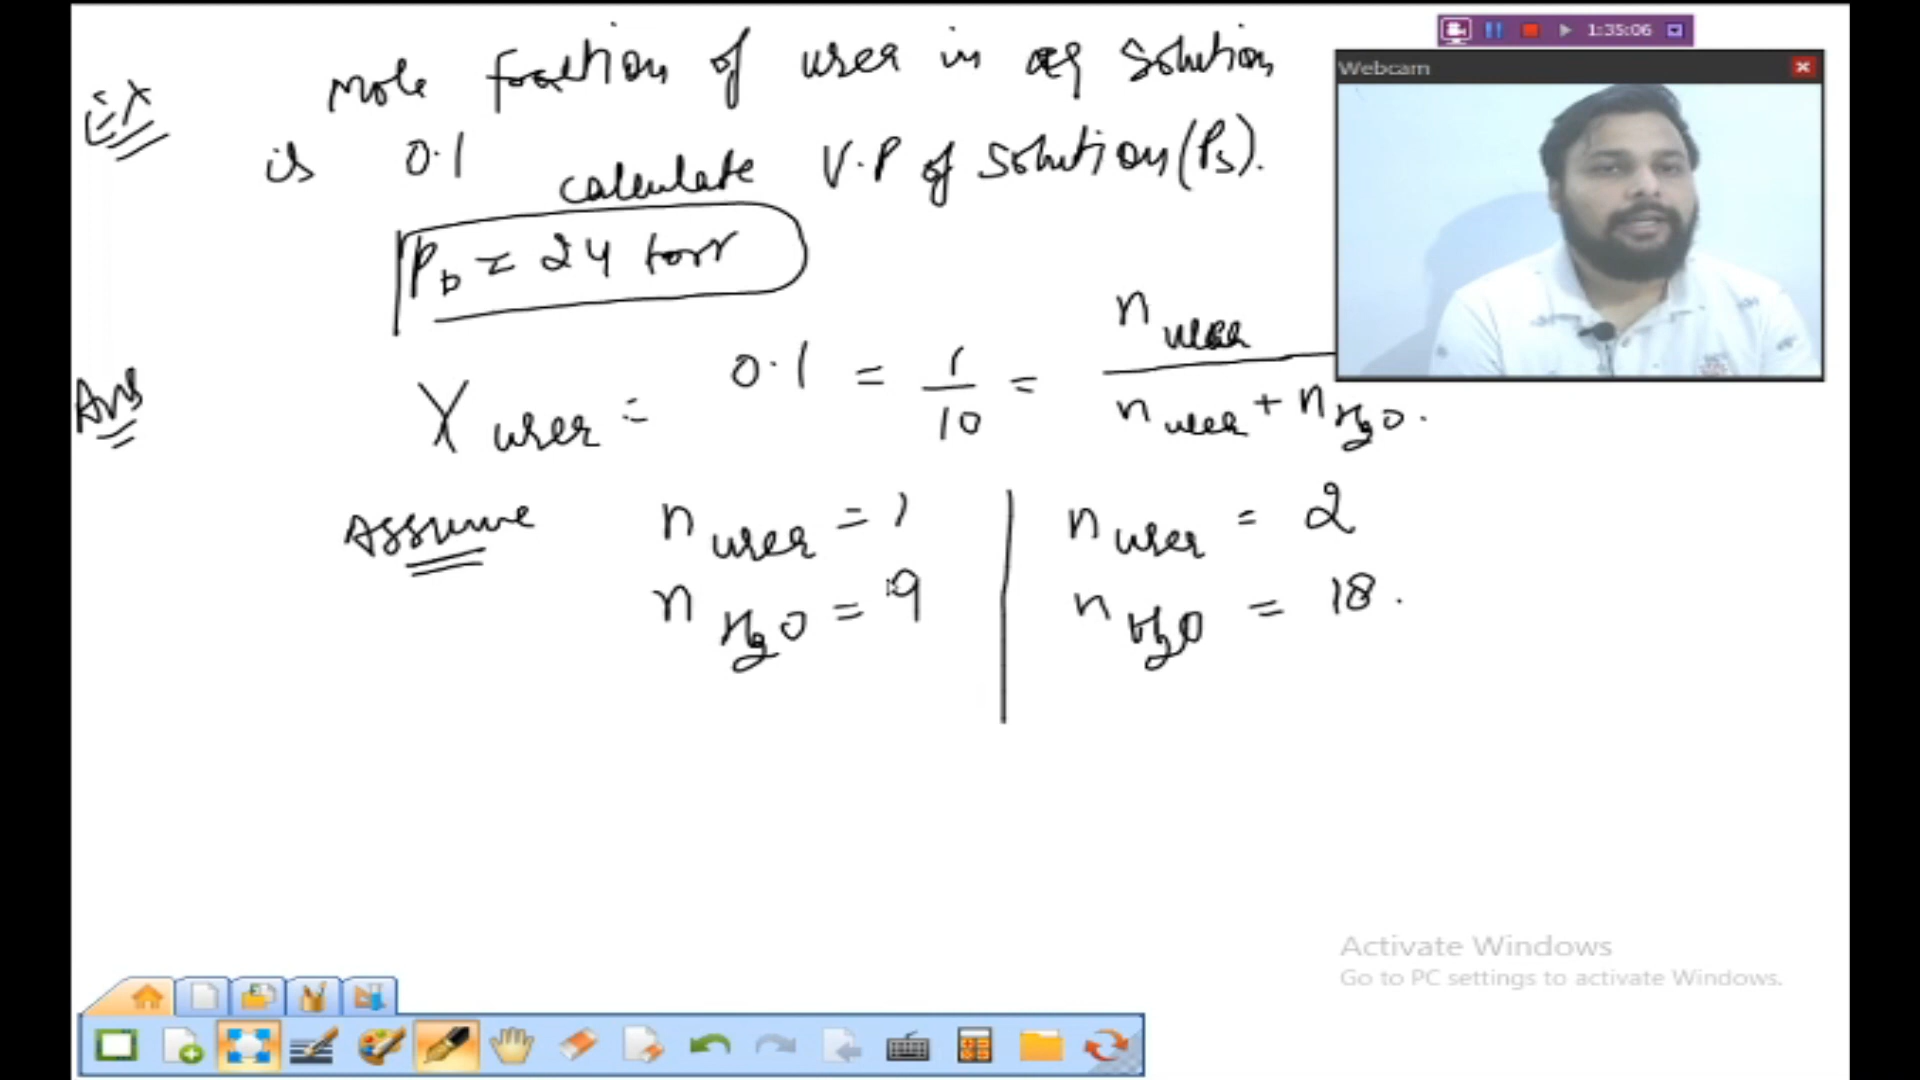 1:35:06
Webcam
Ex mole fraction of urea in aq solution
is 0.1 calculate V.P of solution (Ps).
P₀ = 24 torr
Ans X urea = 0.1 = 1/10 = n urea / n urea + n H₂O.
Assume n urea = 1 | n urea = 2
n H₂O = 9 | n H₂O = 18.
Activate Windows
Go to PC settings to activate Windows.